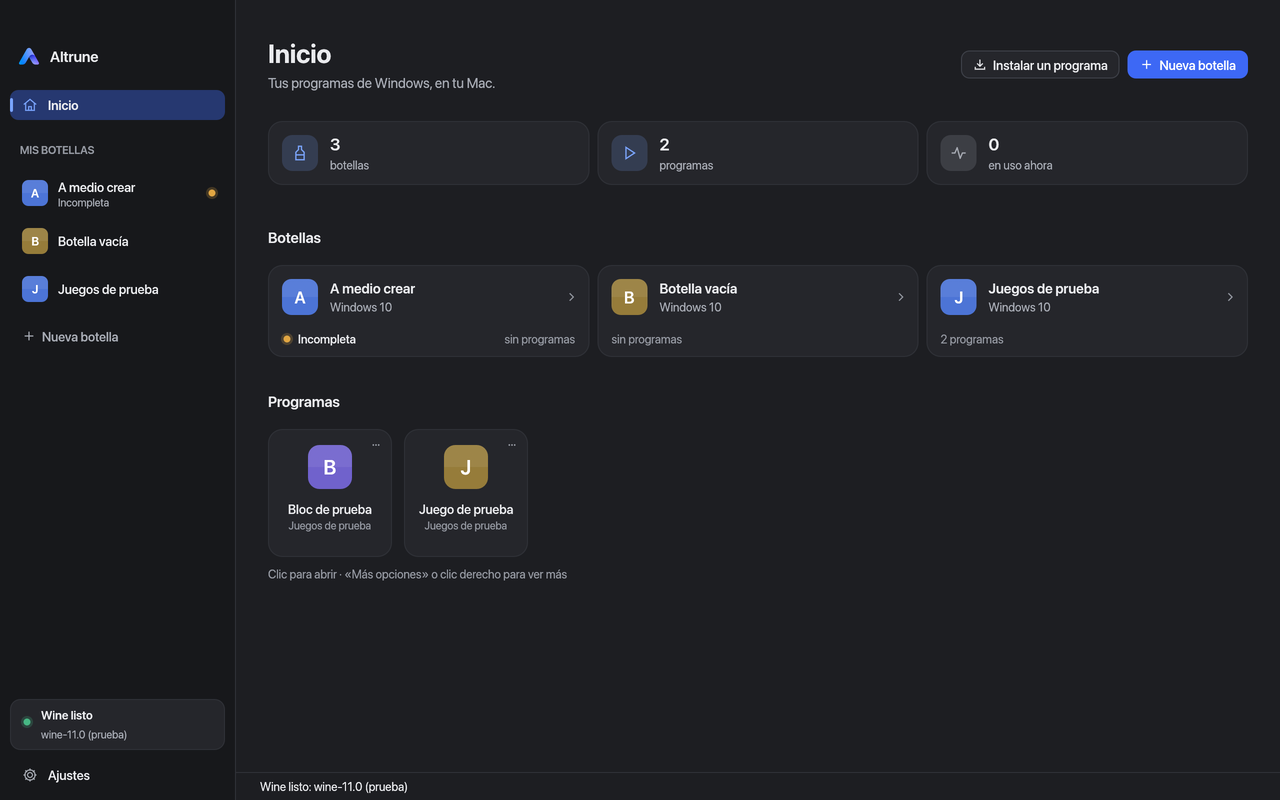 Altrune
Inicio
MIS BOTELLAS
A
A medio crear
Incompleta
B
Botella vacía
J
Juegos de prueba
+ Nueva botella
Wine listo
wine-11.0 (prueba)
Ajustes
Inicio
Tus programas de Windows, en tu Mac.
Instalar un programa
+ Nueva botella
3
botellas
2
programas
0
en uso ahora
Botellas
A
A medio crear
Windows 10
Incompleta
sin programas
B
Botella vacía
Windows 10
sin programas
J
Juegos de prueba
Windows 10
2 programas
Programas
...
B
Bloc de prueba
Juegos de prueba
...
J
Juego de prueba
Juegos de prueba
Clic para abrir · «Más opciones» o clic derecho para ver más
Wine listo: wine-11.0 (prueba)